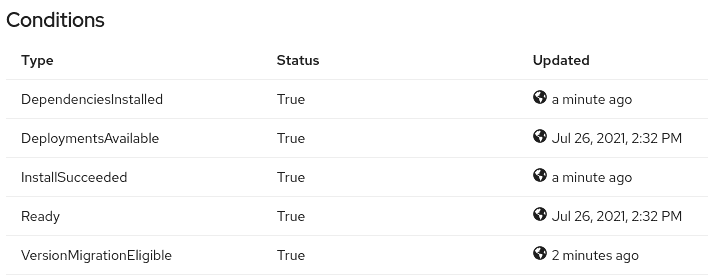 Conditions
Type Status Updated
DependenciesInstalled True a minute ago
DeploymentsAvailable True Jul 26, 2021, 2:32 PM
InstallSucceeded True a minute ago
Ready True Jul 26, 2021, 2:32 PM
VersionMigrationEligible True 2 minutes ago